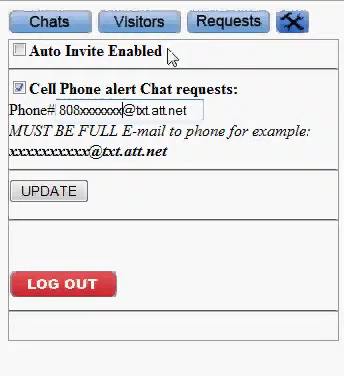 Chats Visitors Requests
Auto Invite Enabled
Cell Phone alert Chat requests:
Phone# 808xxxxxxx@txt.att.net
MUST BE FULL E-mail to phone for example:
xxxxxxxxxx@txt.att.net
UPDATE
LOG OUT